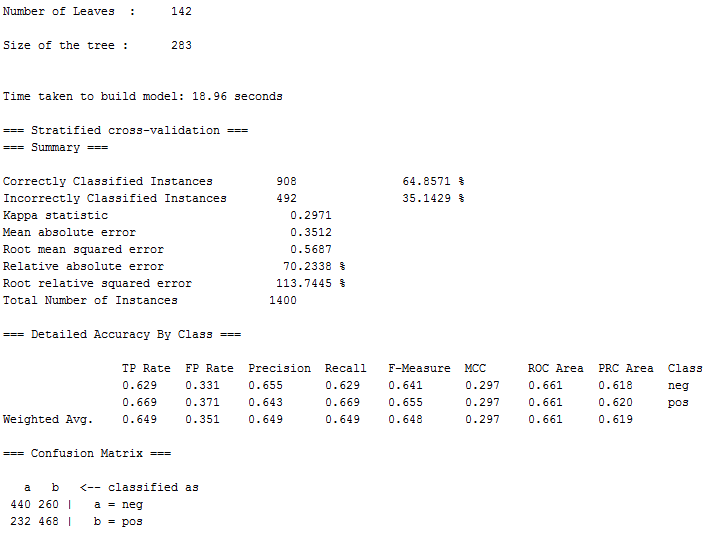 Number of Leaves  :     142
Size of the tree :      283
Time taken to build model: 18.96 seconds
=== Stratified cross-validation ===
=== Summary ===
Correctly Classified Instances         908               64.8571 %
Incorrectly Classified Instances       492               35.1429 %
Kappa statistic                          0.2971
Mean absolute error                      0.3512
Root mean squared error                  0.5687
Relative absolute error                 70.2338 %
Root relative squared error            113.7445 %
Total Number of Instances             1400
=== Detailed Accuracy By Class ===
                 TP Rate  FP Rate  Precision  Recall   F-Measure  MCC      ROC Area  PRC Area  Class
                 0.629    0.331    0.655      0.629    0.641      0.297    0.661     0.618     neg
                 0.669    0.371    0.643      0.669    0.655      0.297    0.661     0.620     pos
Weighted Avg.    0.649    0.351    0.649      0.649    0.648      0.297    0.661     0.619
=== Confusion Matrix ===
   a   b   <-- classified as
 440 260 |   a = neg
 232 468 |   b = pos